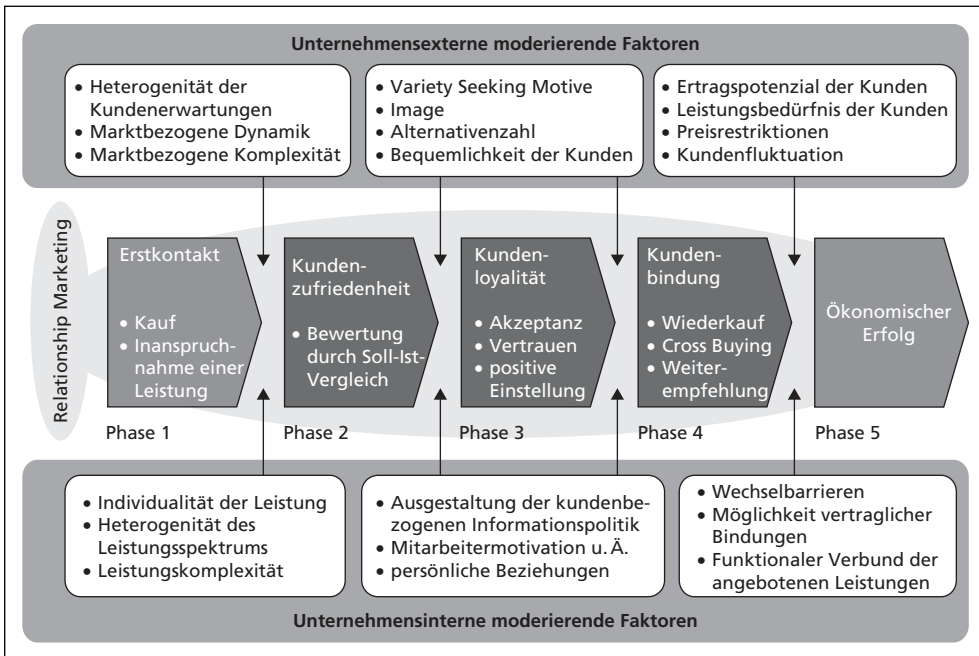 Unternehmensexterne moderierende Faktoren
• Heterogenität der
Kundenerwartungen
• Marktbezogene Dynamik
• Marktbezogene Komplexität
• Variety Seeking Motive
• Image
• Alternativenzahl
• Bequemlichkeit der Kunden
• Ertragspotenzial der Kunden
• Leistungsbedürfnis der Kunden
• Preisrestriktionen
• Kundenfluktuation
Relationship Marketing
Erstkontakt
• Kauf
• Inanspruch-
nahme einer
Leistung
Phase 1
Kunden-
zufriedenheit
• Bewertung
durch Soll-Ist-
Vergleich
Phase 2
Kunden-
loyalität
• Akzeptanz
• Vertrauen
• positive
Einstellung
Phase 3
Kunden-
bindung
• Wiederkauf
• Cross Buying
• Weiter-
empfehlung
Phase 4
Ökonomischer
Erfolg
Phase 5
• Individualität der Leistung
• Heterogenität des
Leistungsspektrums
• Leistungskomplexität
• Ausgestaltung der kundenbe-
zogenen Informationspolitik
• Mitarbeitermotivation u. Ä.
• persönliche Beziehungen
• Wechselbarrieren
• Möglichkeit vertraglicher
Bindungen
• Funktionaler Verbund der
angebotenen Leistungen
Unternehmensinterne moderierende Faktoren